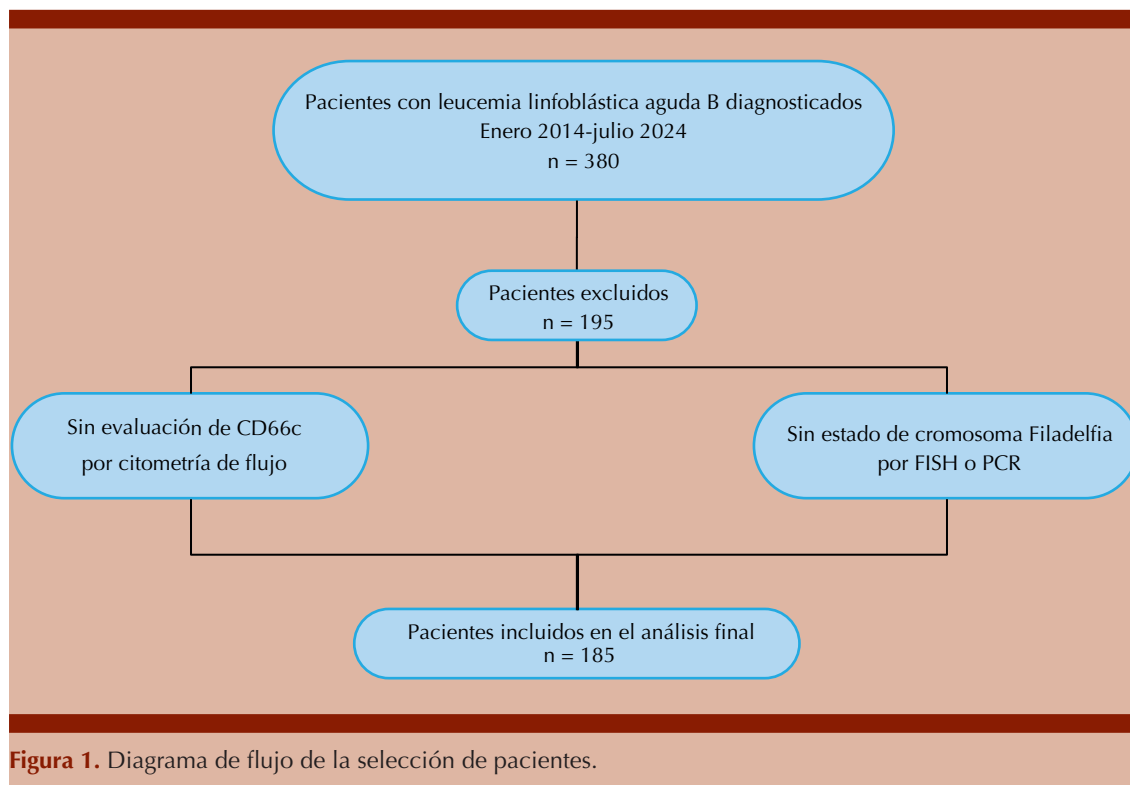 Pacientes con leucemia linfoblástica aguda B diagnosticados
Enero 2014-julio 2024
n = 380
Pacientes excluidos
n = 195
Sin evaluación de CD66c
por citometría de flujo
Sin estado de cromosoma Filadelfia
por FISH o PCR
Pacientes incluidos en el análisis final
n = 185
Figura 1. Diagrama de flujo de la selección de pacientes.